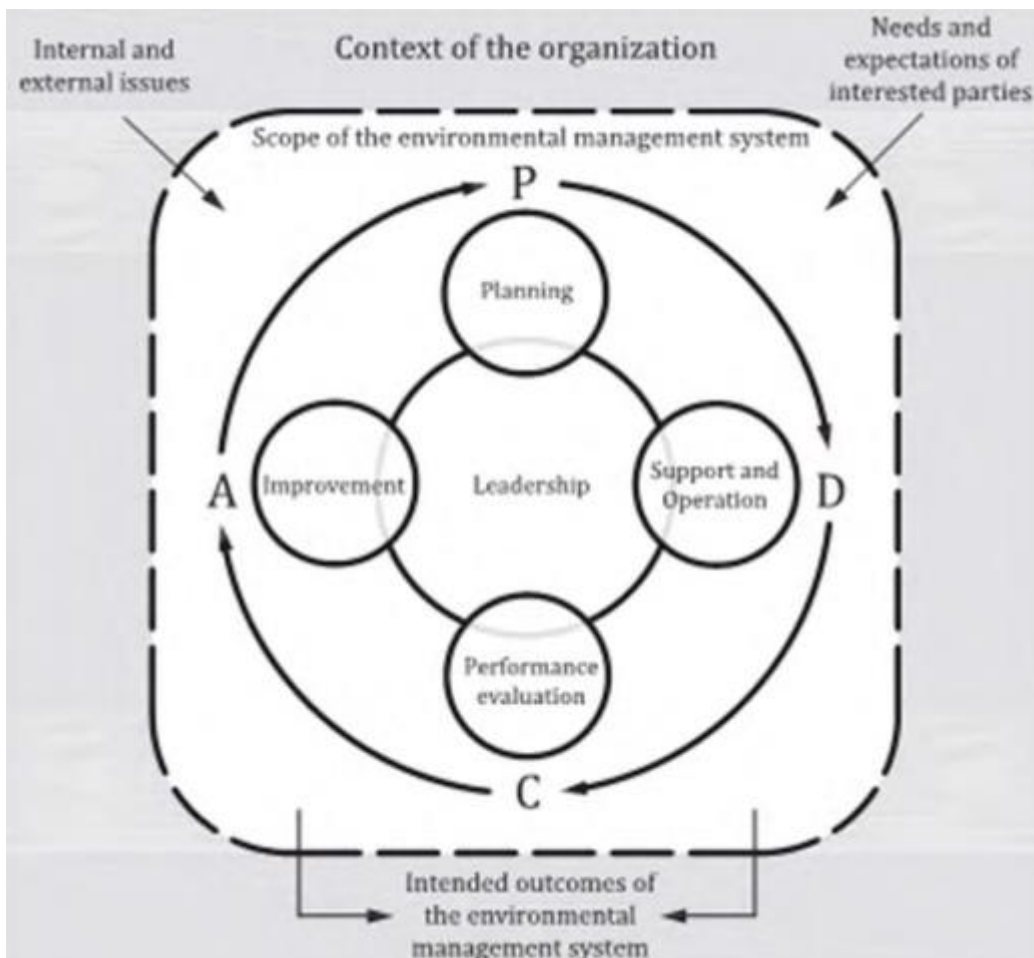 Internal and
external issues
Context of the organization
Needs and
expectations of
interested parties
Scope of the environmental management system
P
Planning
A
Improvement
Leadership
Support and
Operation
D
Performance
evaluation
C
Intended outcomes of
the environmental
management system